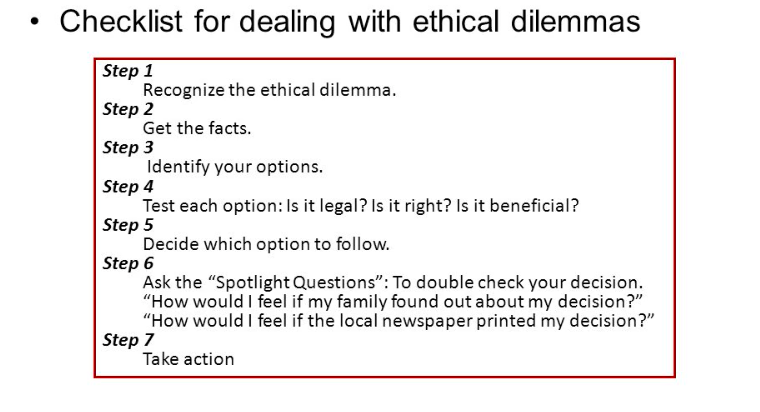 • Checklist for dealing with ethical dilemmas
Step 1
Recognize the ethical dilemma.
Step 2
Get the facts.
Step 3
Identify your options.
Step 4
Test each option: Is it legal? Is it right? Is it beneficial?
Step 5
Decide which option to follow.
Step 6
Ask the “Spotlight Questions”: To double check your decision.
“How would I feel if my family found out about my decision?”
“How would I feel if the local newspaper printed my decision?”
Step 7
Take action